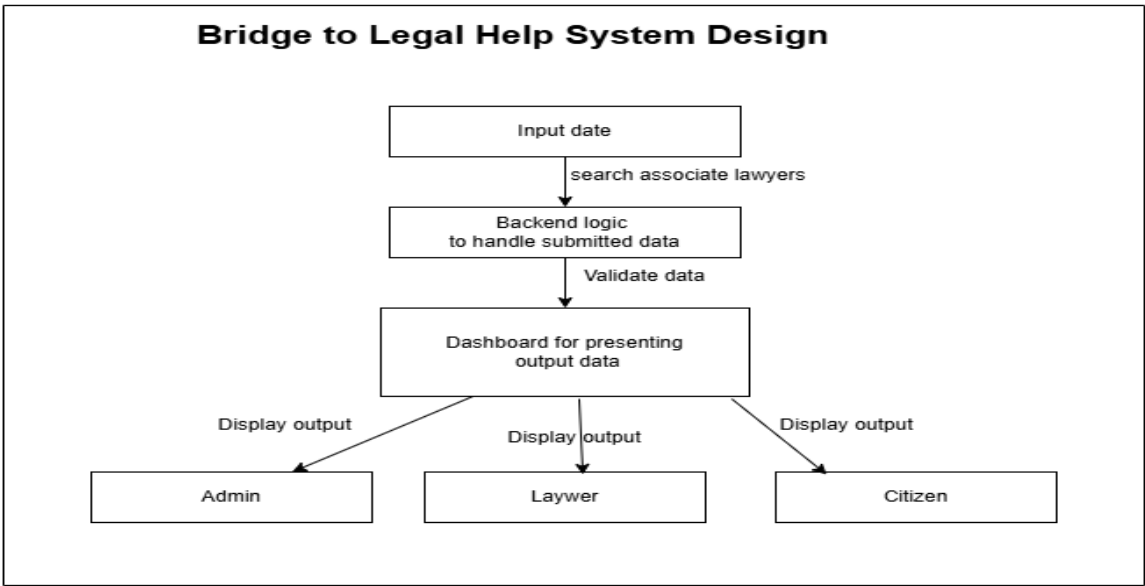 Bridge to Legal Help System Design
Input date
search associate lawyers
Backend logic
to handle submitted data
Validate data
Dashboard for presenting
output data
Display output
Display output
Display output
Admin
Laywer
Citizen